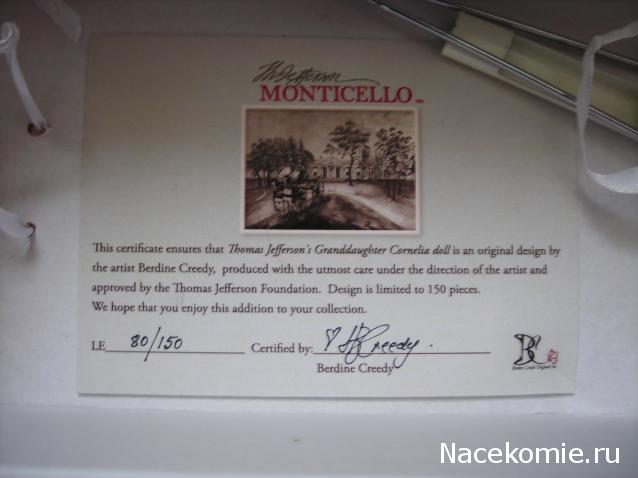 Th Jefferson
MONTICELLO
This certificate ensures that Thomas Jefferson's Granddaughter Cornelia doll is an original design by
the artist Berdine Creedy, produced with the utmost care under the direction of the artist and
approved by the Thomas Jefferson Foundation. Design is limited to 150 pieces.
We hope that you enjoy this addition to your collection.
LE 80/150 Certified by: Creedy.
Berdine Creedy
BC
Nacekomie.ru